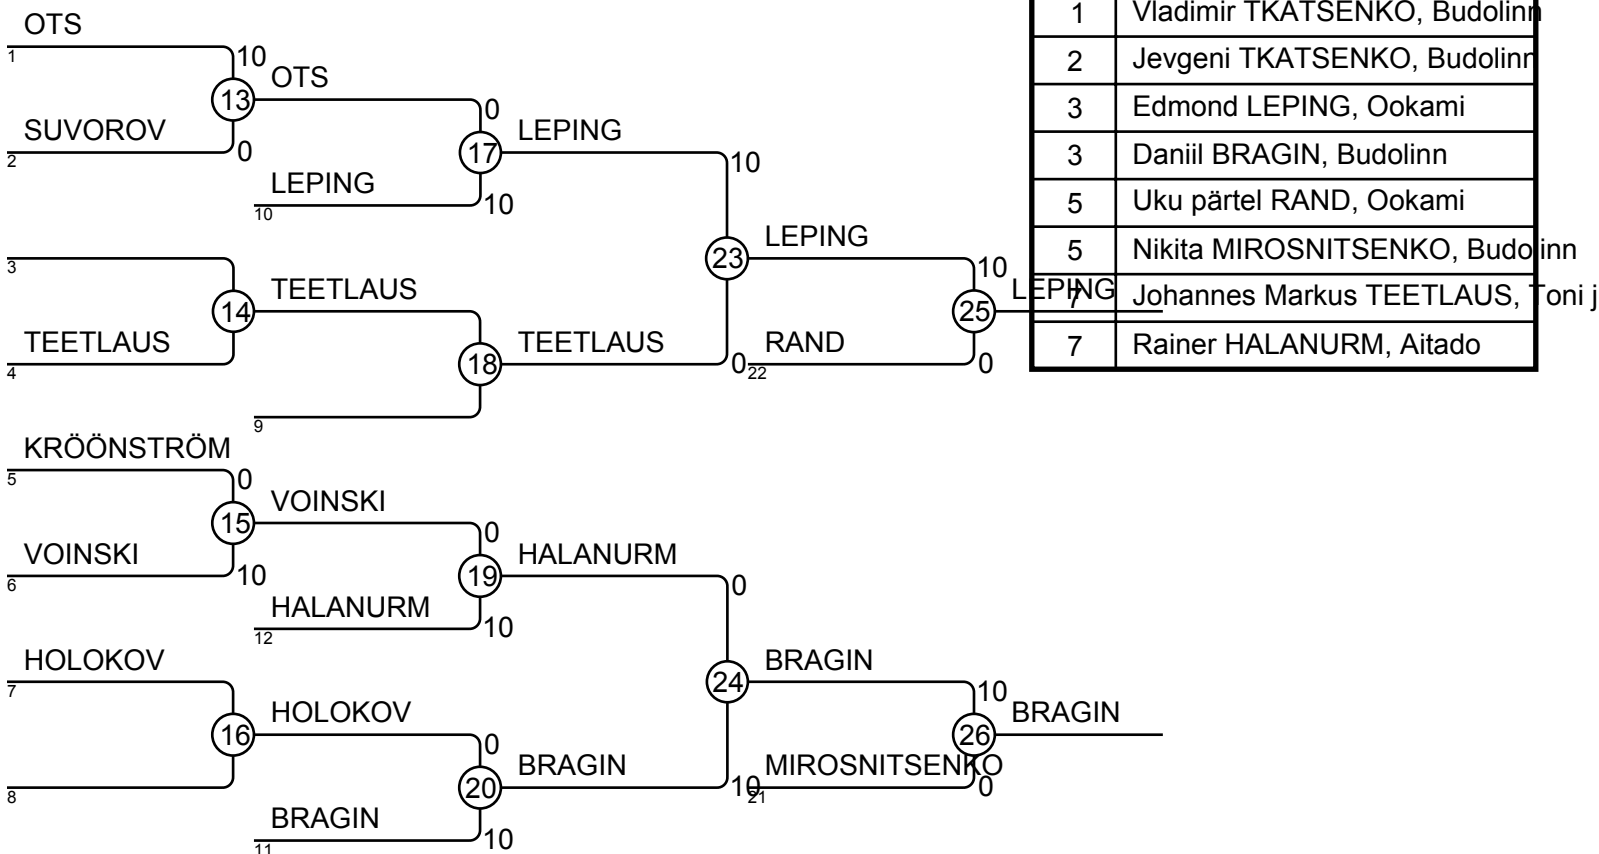 OTS
1
10
13
OTS
SUVOROV
2
0
0
17
LEPING
LEPING
10
10
10
3
14
TEETLAUS
TEETLAUS
4
18
TEETLAUS
9
23
LEPING
0
10
25
LEPING
RAND
22
0
KRÖÖNSTRÖM
5
0
15
VOINSKI
VOINSKI
6
10
0
19
HALANURM
HALANURM
12
10
0
HOLOKOV
7
16
HOLOKOV
8
0
20
BRAGIN
BRAGIN
11
10
24
BRAGIN
10
10
26
BRAGIN
MIROSNITSENKO
21
0
1 Vladimir TKATSENKO, Budolinn
2 Jevgeni TKATSENKO, Budolinn
3 Edmond LEPING, Ookami
3 Daniil BRAGIN, Budolinn
5 Uku pärtel RAND, Ookami
5 Nikita MIROSNITSENKO, Budolinn
7 Johannes Markus TEETLAUS, Toni j
7 Rainer HALANURM, Aitado